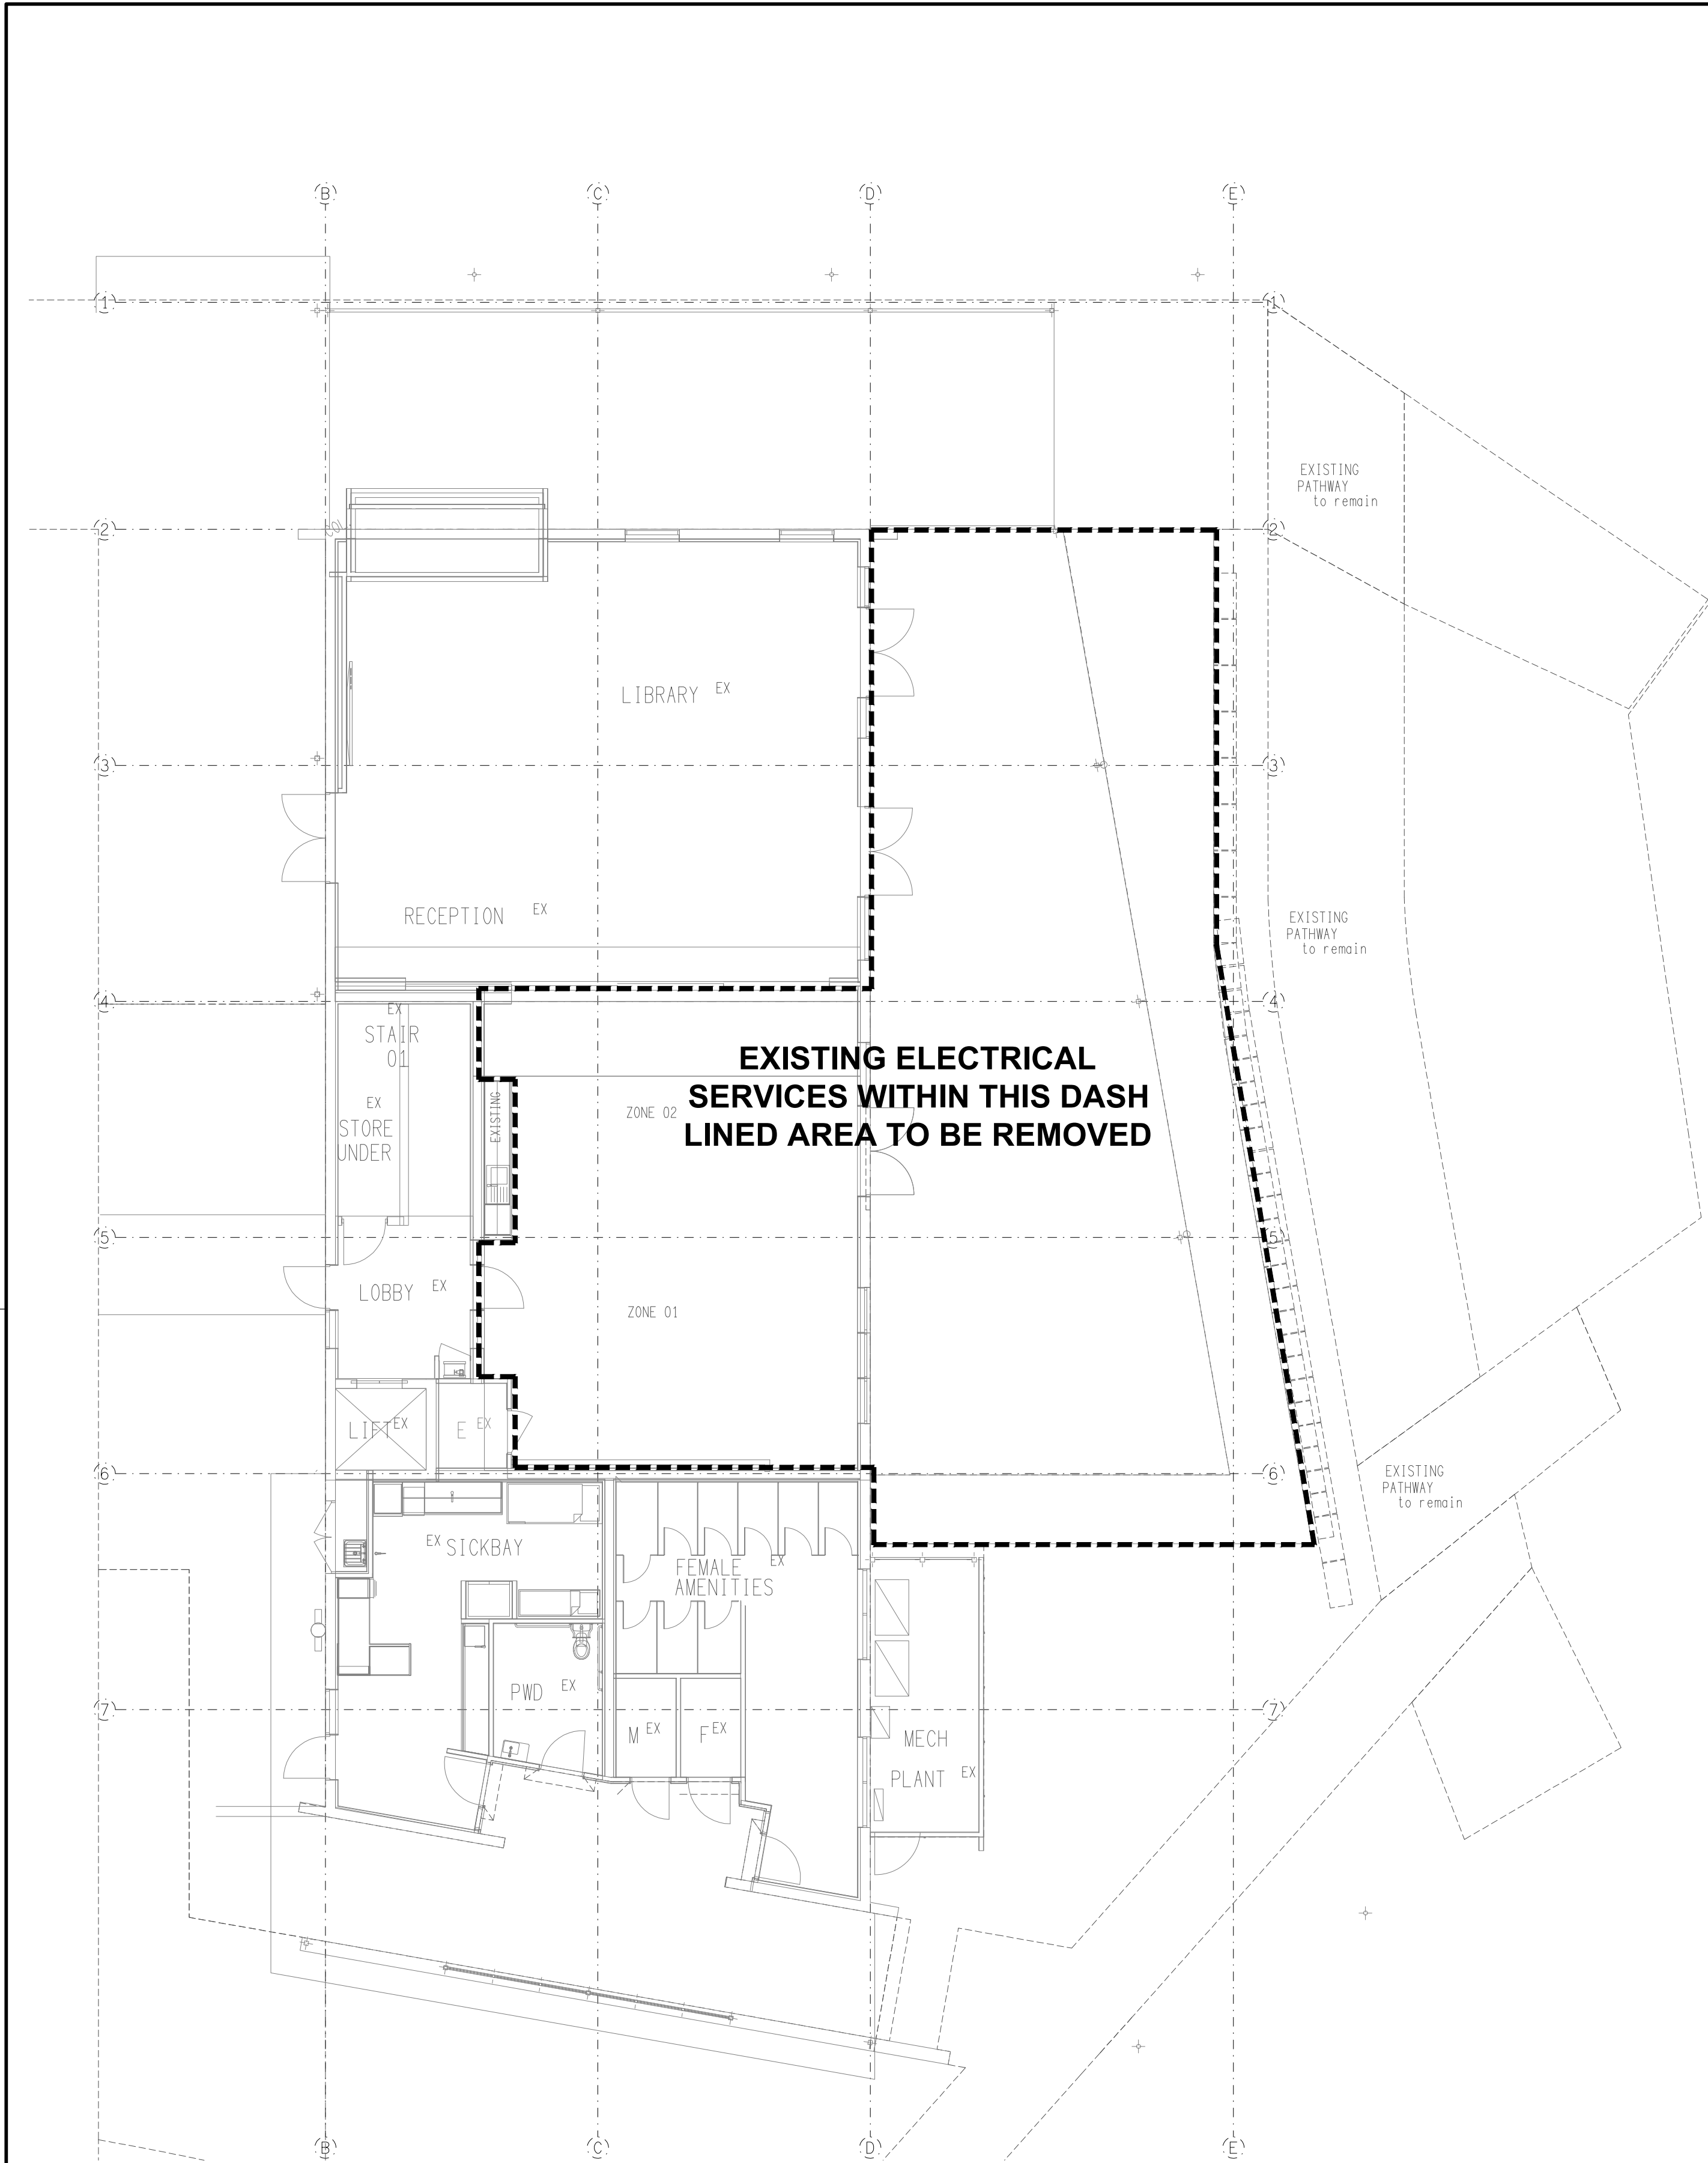 B C D E
1 1
EXISTING
PATHWAY
to remain
2 2
LIBRARY EX
3 3
RECEPTION EX
EXISTING
PATHWAY
to remain
4 4
EX
STAIR
01
EXISTING ELECTRICAL
SERVICES WITHIN THIS DASH
LINED AREA TO BE REMOVED
EX
STORE
UNDER
EXISTING
ZONE 02
5 5
LOBBY EX
ZONE 01
LIFT EX
E EX
6 6
EXISTING
PATHWAY
to remain
EX SICKBAY
FEMALE EX
AMENITIES
PWD EX
7 7
M EX
F EX
MECH
PLANT EX
B C D E